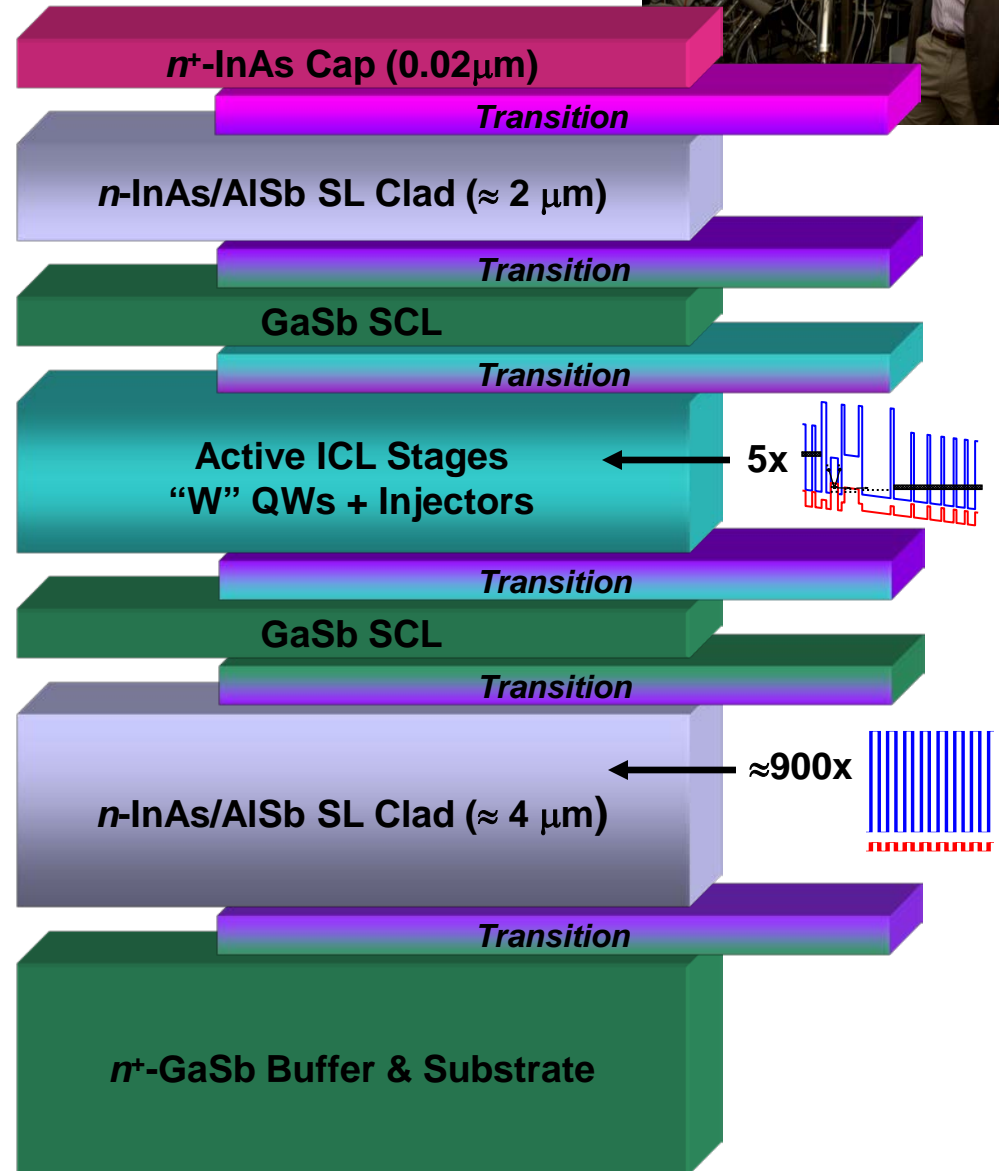 n⁺-InAs Cap (0.02μm)
Transition
n-InAs/AlSb SL Clad (≈ 2 μm)
Transition
GaSb SCL
Transition
Active ICL Stages
“W” QWs + Injectors
5x
Transition
GaSb SCL
Transition
≈900x
n-InAs/AlSb SL Clad (≈ 4 μm)
Transition
n⁺-GaSb Buffer & Substrate